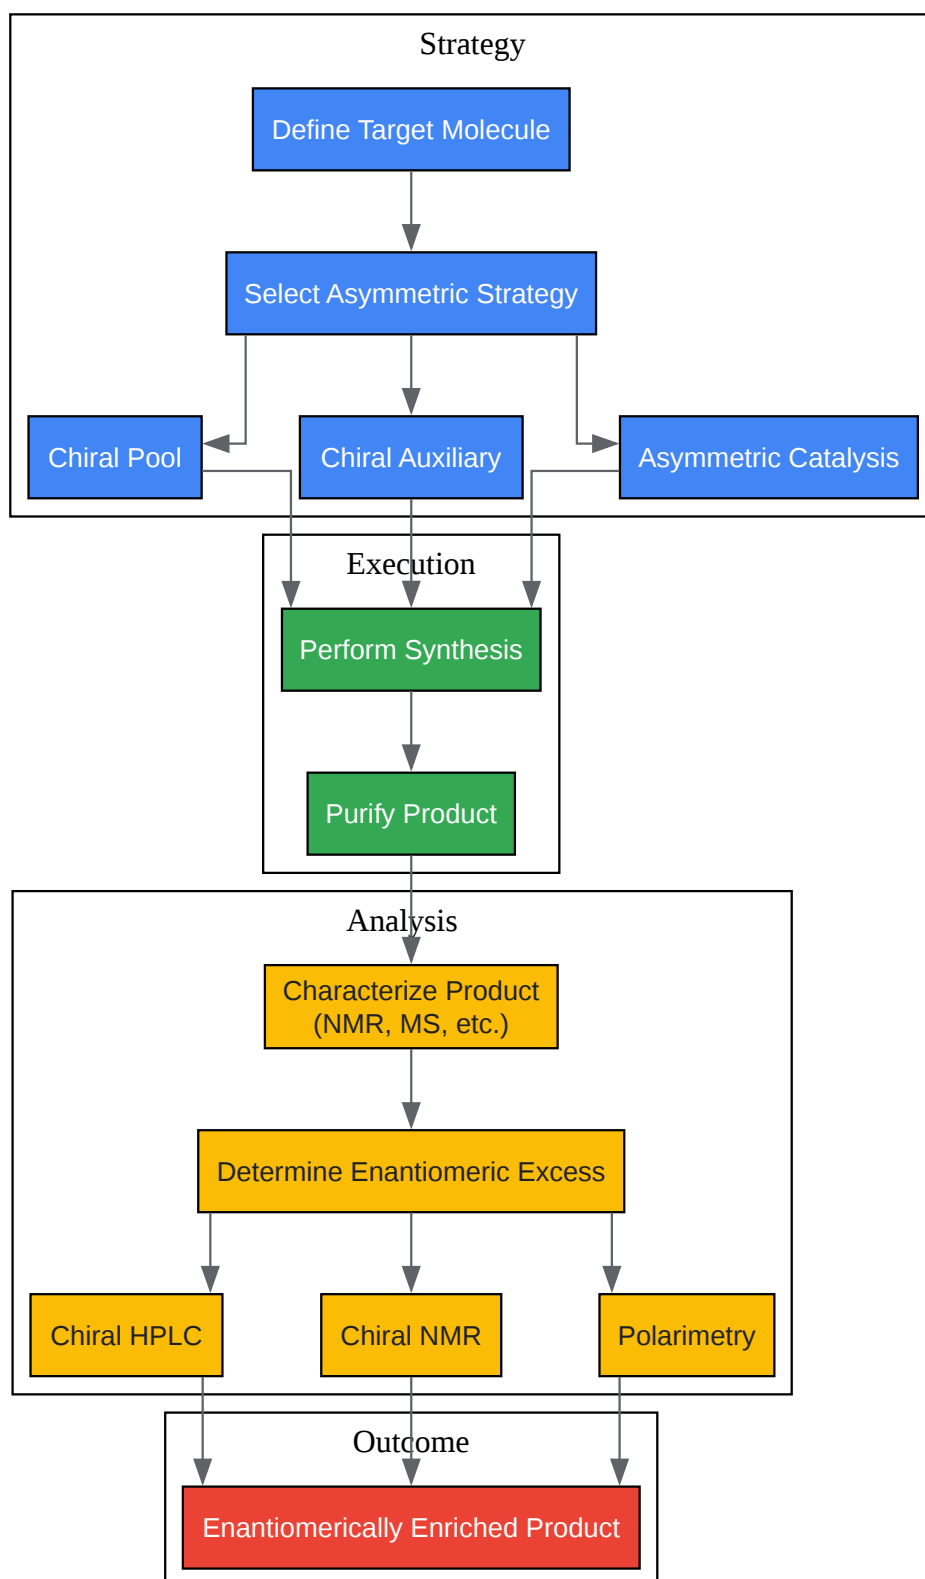 Strategy
Define Target Molecule
Select Asymmetric Strategy
Chiral Pool
Chiral Auxiliary
Asymmetric Catalysis
Execution
Perform Synthesis
Purify Product
Analysis
Characterize Product
(NMR, MS, etc.)
Determine Enantiomeric Excess
Chiral HPLC
Chiral NMR
Polarimetry
Outcome
Enantiomerically Enriched Product